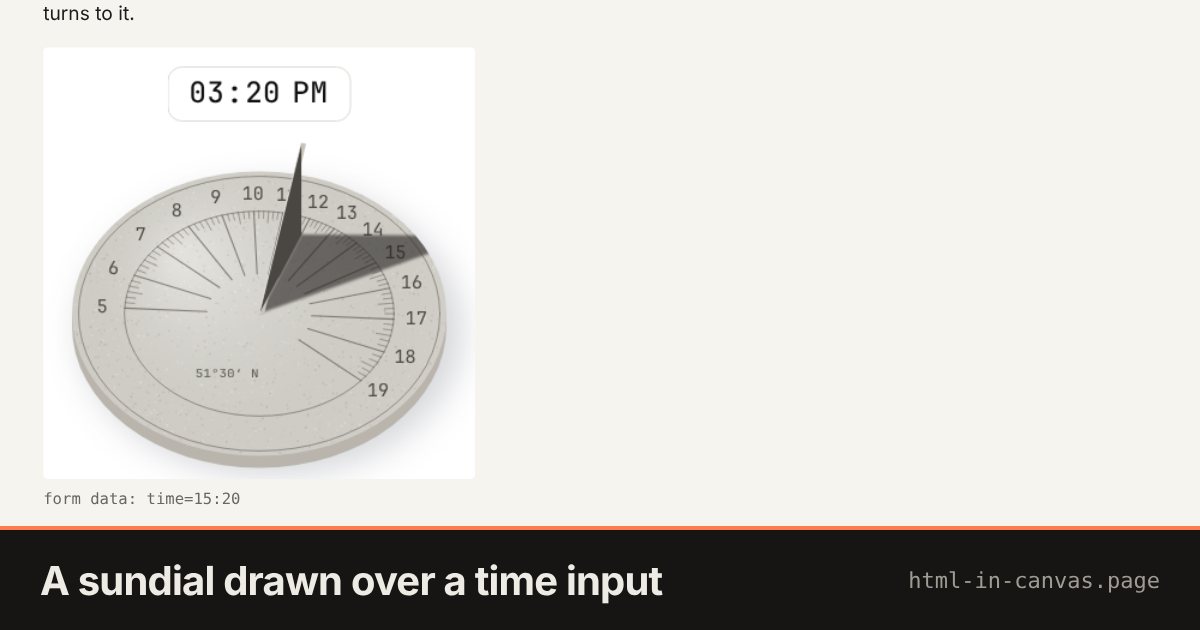 turns to it.
03:20 PM
10
9
12
8
13
7
14
15
6
16
5
17
18
51°30′ N
19
form data: time=15:20
A sundial drawn over a time input
html-in-canvas.page